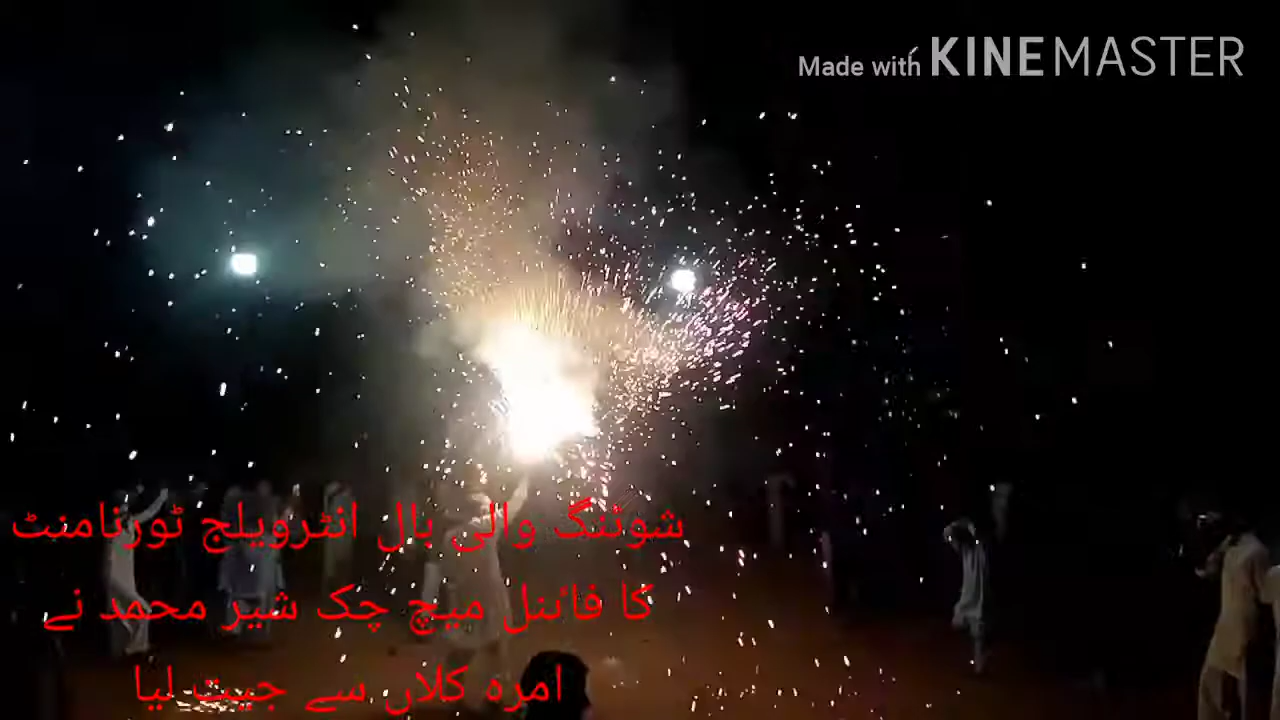 Made with KINEMASTER
شوٹنگ والی بال انٹرویلج ٹورنامنٹ
کا فائنل میچ چک شیر محمد نے
امرہ کلاں سے جیت لیا